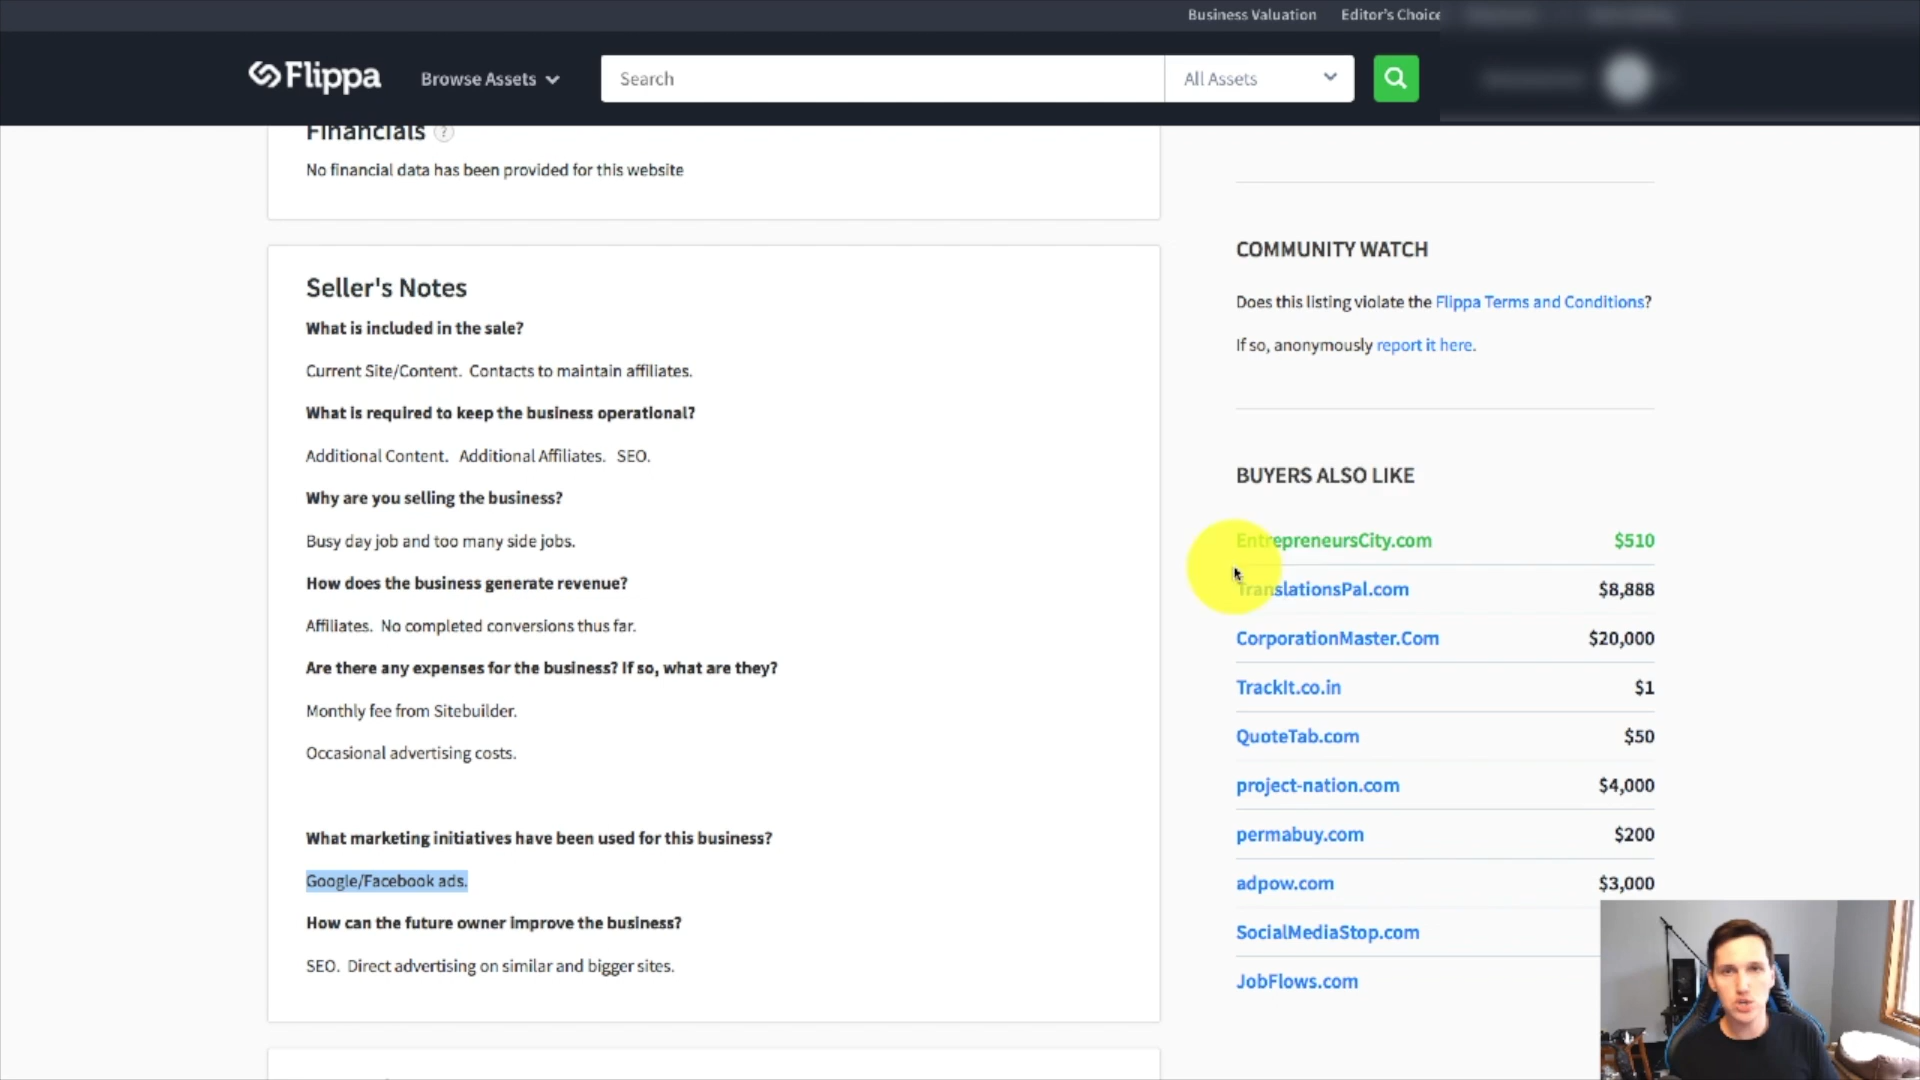 Business Valuation Editor's Choice
Flippa Browse Assets Search All Assets
Financials ?
No financial data has been provided for this website
Seller's Notes
What is included in the sale?
Current Site/Content. Contacts to maintain affiliates.
What is required to keep the business operational?
Additional Content. Additional Affiliates. SEO.
Why are you selling the business?
Busy day job and too many side jobs.
How does the business generate revenue?
Affiliates. No completed conversions thus far.
Are there any expenses for the business? If so, what are they?
Monthly fee from Sitebuilder.
Occasional advertising costs.
What marketing initiatives have been used for this business?
Google/Facebook ads.
How can the future owner improve the business?
SEO. Direct advertising on similar and bigger sites.
COMMUNITY WATCH
Does this listing violate the Flippa Terms and Conditions?
If so, anonymously report it here.
BUYERS ALSO LIKE
EntrepreneursCity.com $510
TranslationsPal.com $8,888
CorporationMaster.Com $20,000
TrackIt.co.in $1
QuoteTab.com $50
project-nation.com $4,000
permabuy.com $200
adpow.com $3,000
SocialMediaStop.com
JobFlows.com